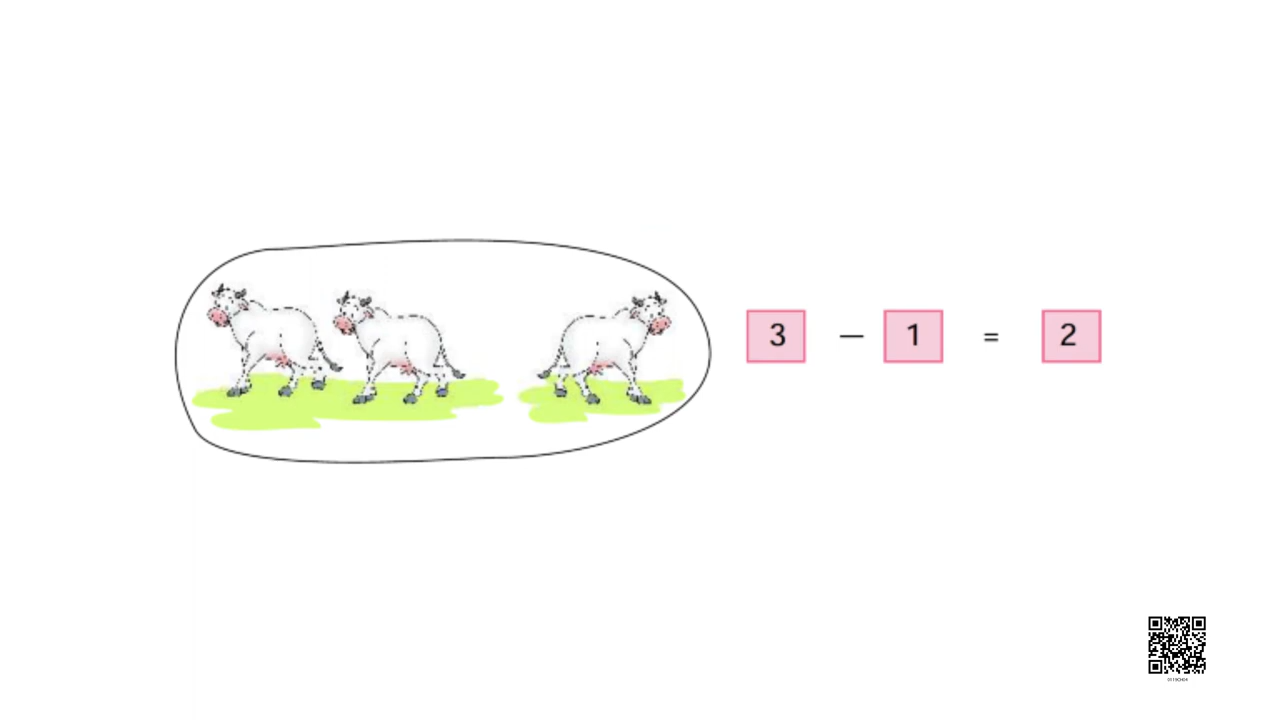 3 — 1 = 2